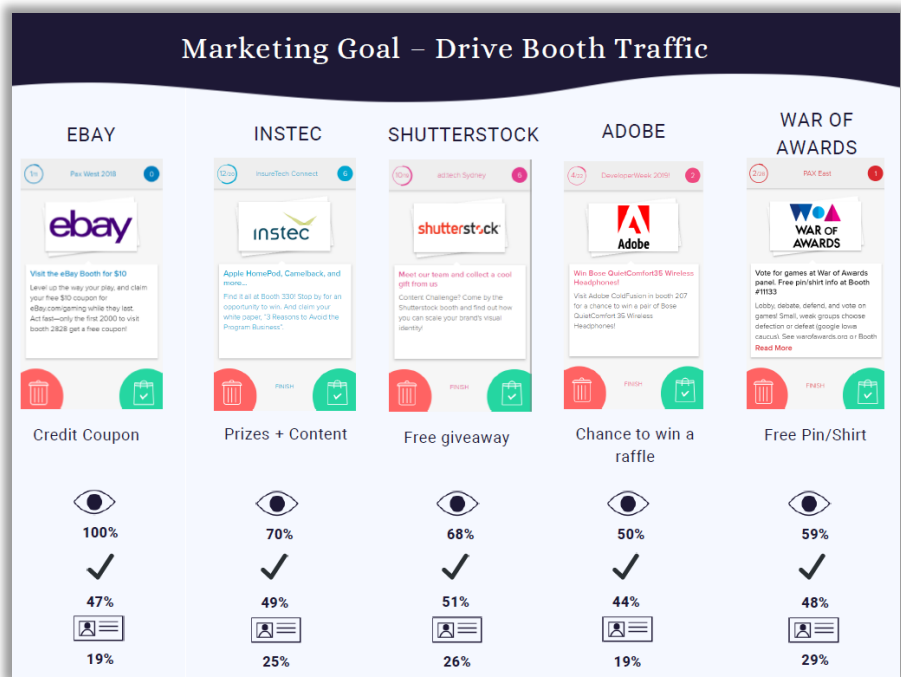 Marketing Goal – Drive Booth Traffic
EBAY
1/11
Pax West 2018
0
ebay
Visit the eBay Booth for $10
Level up the way your play, and claim
your free $10 coupon for
eBay.com/gaming while they last.
Act fast—only the first 2000 to visit
booth 2828 get a free coupon!
Credit Coupon
100%
47%
19%
INSTEC
InsureTech Connect
6
instec
Apple HomePod, Camelback, and
more...
Find it all at Booth 330! Stop by for an
opportunity to win. And claim your
while paper, "3 Reasons to Avoid the
Program Business".
FINISH
Prizes + Content
70%
49%
25%
SHUTTERSTOCK
ad:tech Sydney
6
shutterstock
Meet our team and collect a cool
gift from us
Content Challenge? Come by the
Shutterstock booth and find out how
you can scale your brand's visual
identity!
FINISH
Free giveaway
68%
51%
26%
ADOBE
DeveloperWeek 2019!
2
Adobe
Win Bose QuietComfort35 Wireless
Headphones!
Visit Adobe ColdFusion in booth 207
for a chance to win a pair of Bose
QuietComfort 35 Wireless
Headphones!
FINISH
Chance to win a
raffle
50%
44%
19%
WAR OF
AWARDS
PAX East
1
WOA
WAR OF
AWARDS
Vote for games at War of Awards
panel. Free pin/shirt info at Booth
#11133
Lobby, debate, defend, and vote on
games! Small, weak groups choose
defection or defeat (google Iowa
caucus). See warofawards.org or Booth
Read More
FINISH
Free Pin/Shirt
59%
48%
29%